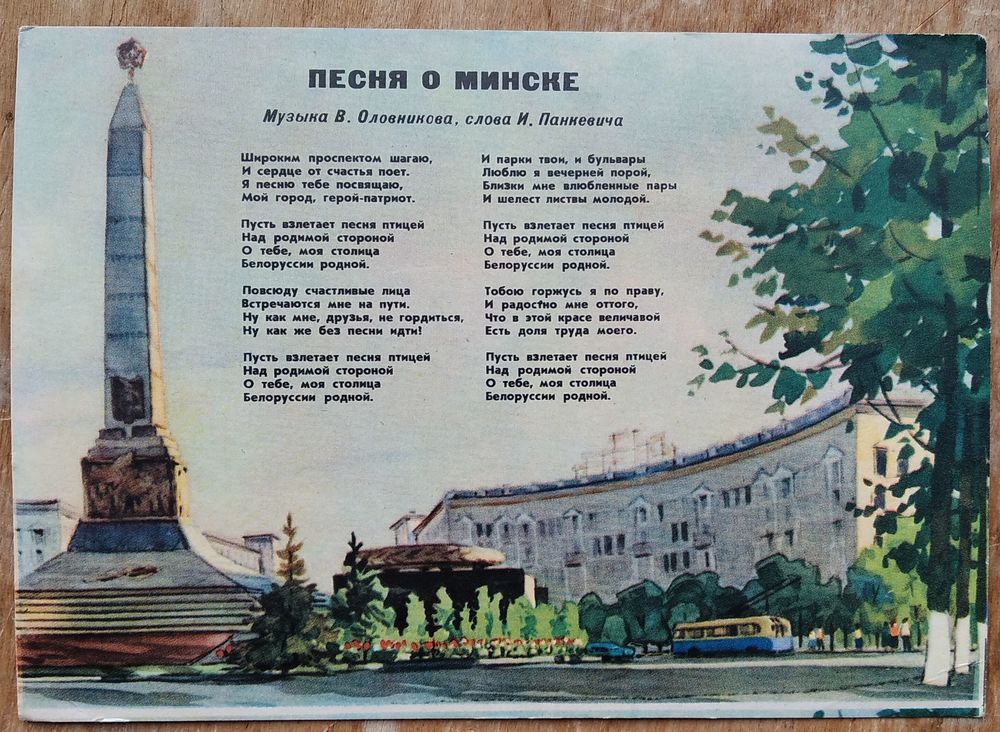 ПЕСНЯ О МИНСКЕ
Музыка В. Оловникова, слова И. Панкевича
Широким проспектом шагаю,
И сердце от счастья поет.
Я песню тебе посвящаю,
Мой город, герой-патриот.
Пусть взлетает песня птицей
Над родимой стороной
О тебе, моя столица
Белоруссии родной.
Повсюду счастливые лица
Встречаются мне на пути.
Ну как мне, друзья, не гордиться,
Ну как же без песни идти!
Пусть взлетает песня птицей
Над родимой стороной
О тебе, моя столица
Белоруссии родной.
И парки твои, и бульвары
Люблю я вечерней порой,
Близки мне влюбленные пары
И шелест листвы молодой.
Пусть взлетает песня птицей
Над родимой стороной
О тебе, моя столица
Белоруссии родной.
Тобою горжусь я по праву,
И радостно мне оттого,
Что в этой красе величавой
Есть доля труда моего.
Пусть взлетает песня птицей
Над родимой стороной
О тебе, моя столица
Белоруссии родной.